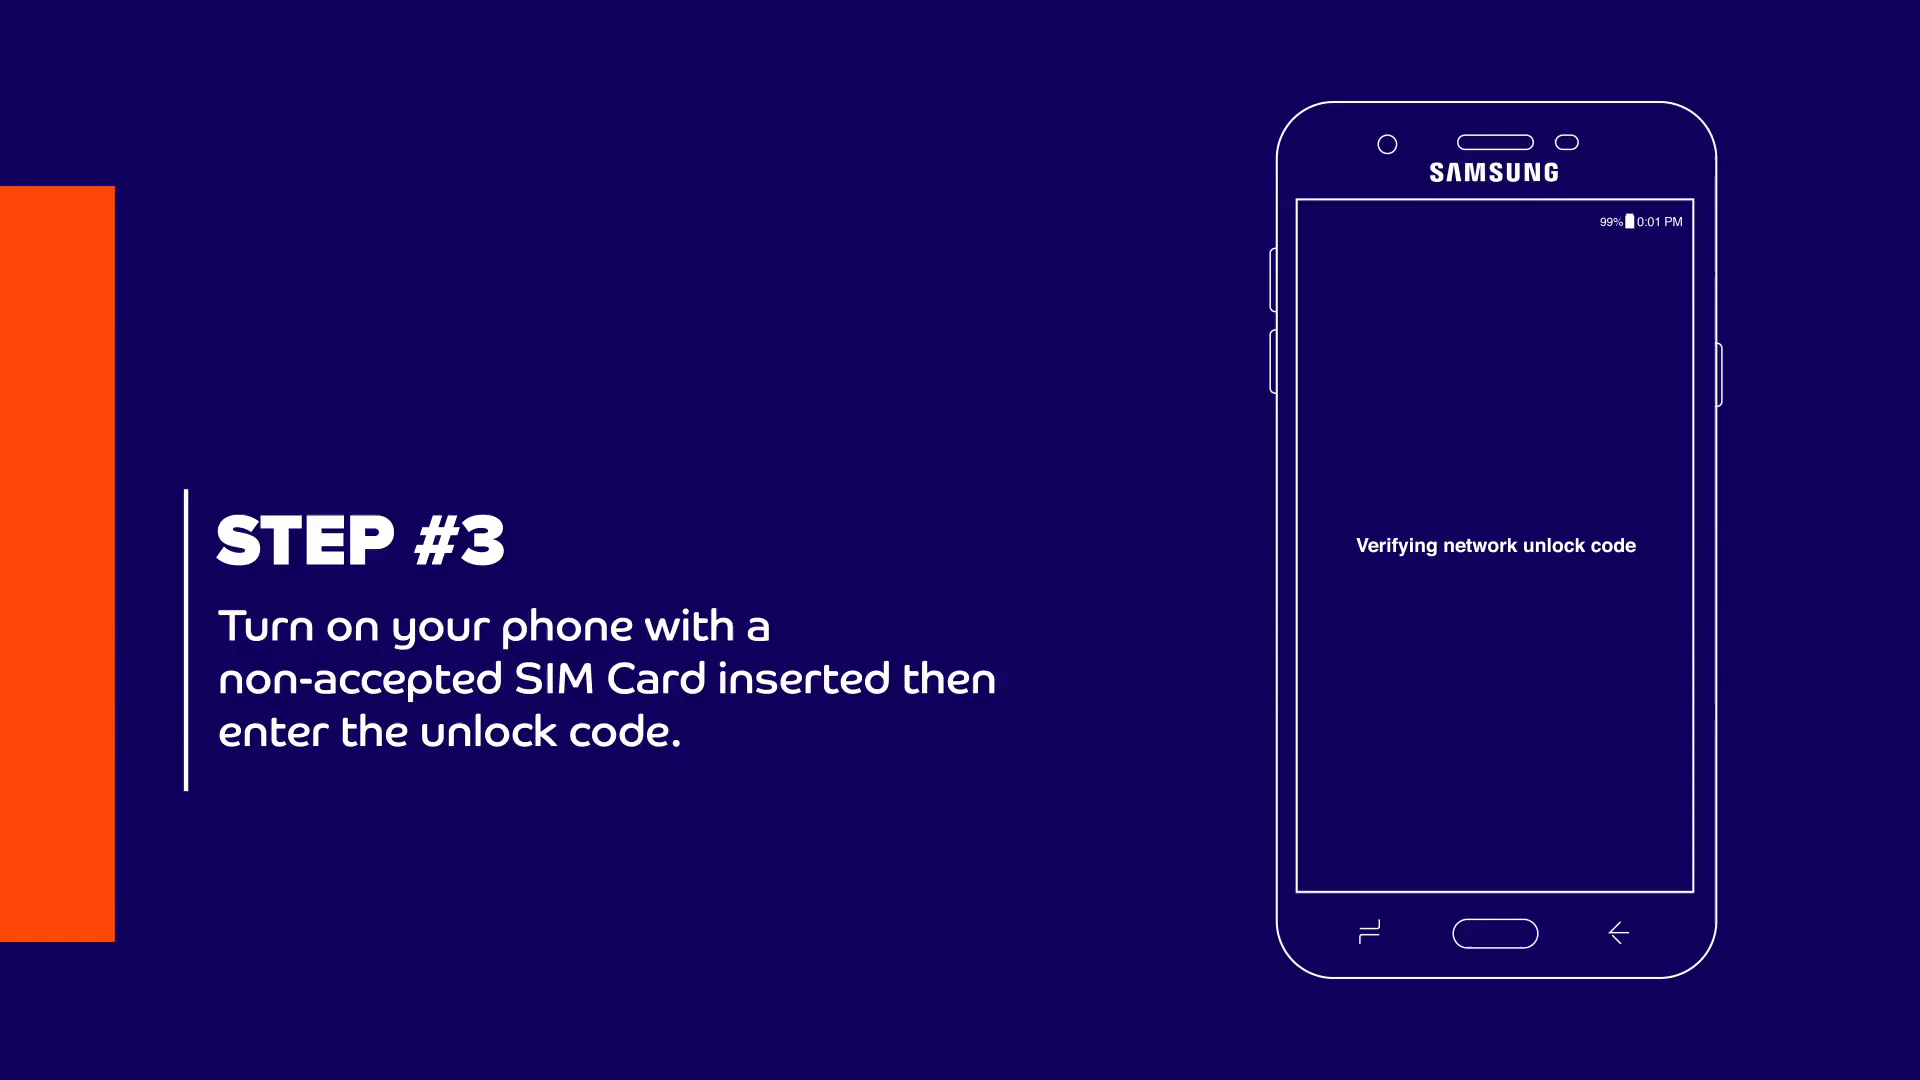 STEP #3
Turn on your phone with a
non-accepted SIM Card inserted then
enter the unlock code.
SAMSUNG
99% 0:01 PM
Verifying network unlock code